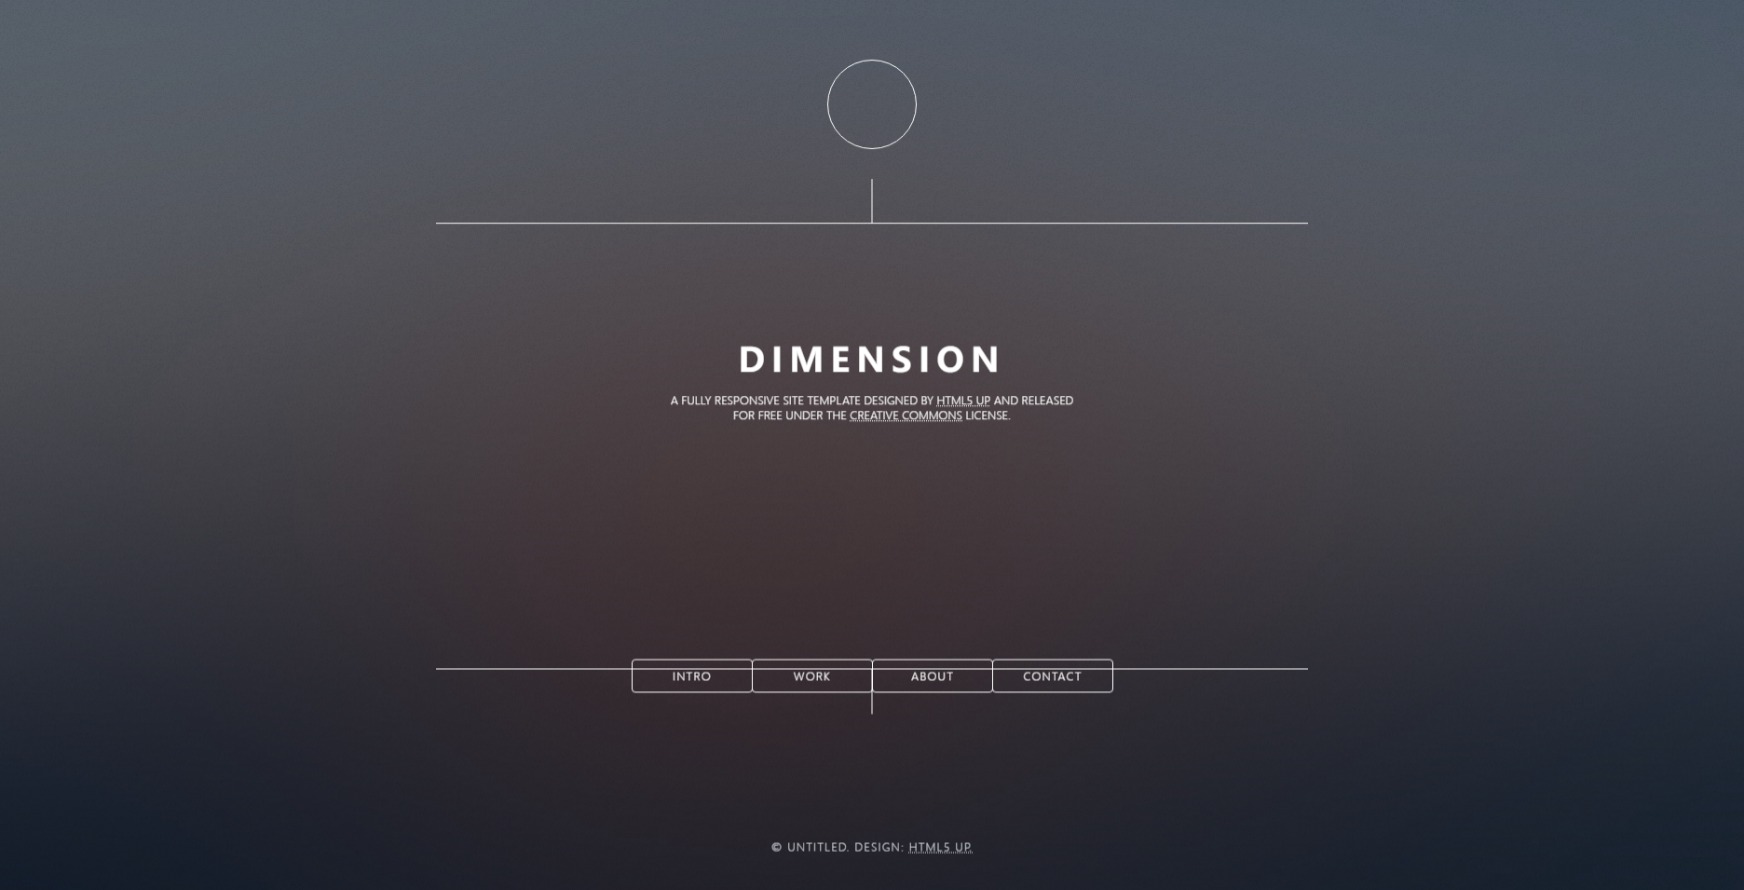 DIMENSION
A FULLY RESPONSIVE SITE TEMPLATE DESIGNED BY HTML5 UP AND RELEASED
FOR FREE UNDER THE CREATIVE COMMONS LICENSE.
INTRO WORK ABOUT CONTACT
© UNTITLED. DESIGN: HTML5 UP.